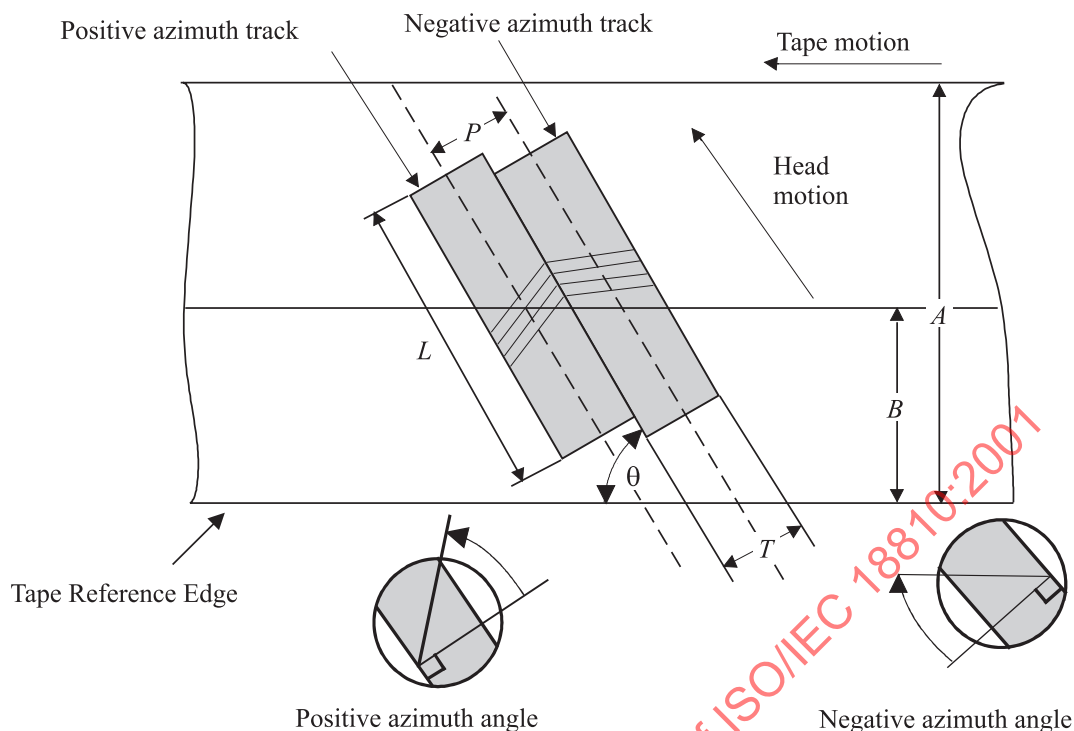 Positive azimuth track
Negative azimuth track
Tape motion
P
Head
motion
A
L
B
θ
T
Tape Reference Edge
Positive azimuth angle
Negative azimuth angle
ISO/IEC 18810:2001